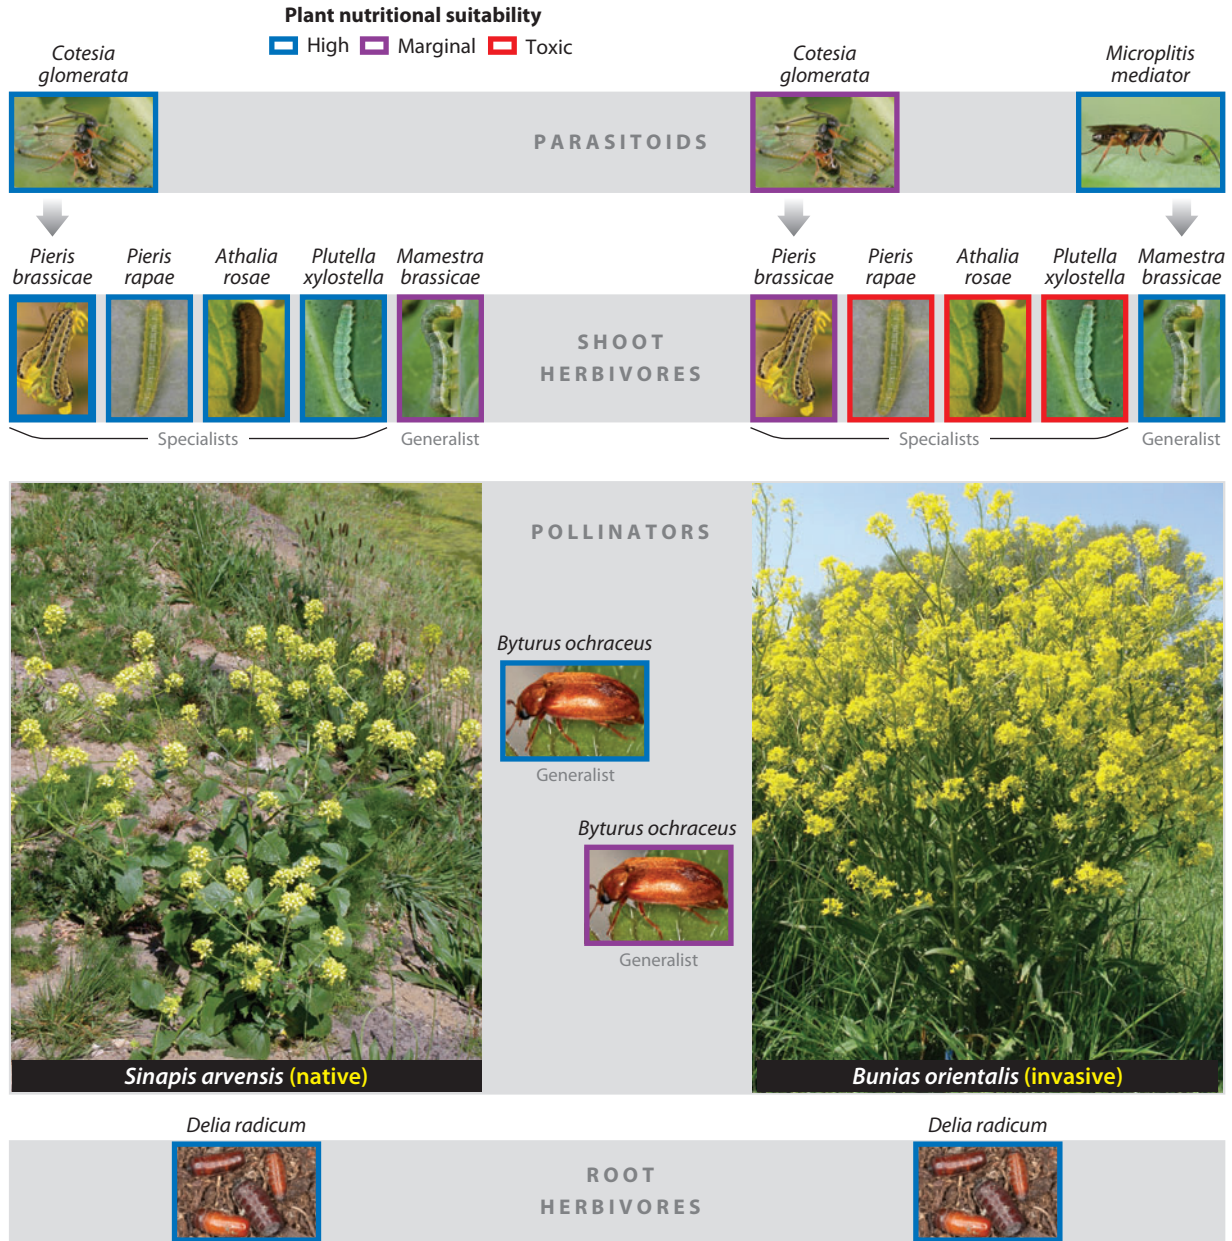 Plant nutritional suitability
High Marginal Toxic
Cotesia
glomerata
Cotesia
glomerata
Microplitis
mediator
PARASITOIDS
Pieris
brassicae
Pieris
rapae
Athalia
rosae
Plutella
xylostella
Mamestra
brassicae
Pieris
brassicae
Pieris
rapae
Athalia
rosae
Plutella
xylostella
Mamestra
brassicae
SHOOT
HERBIVORES
Specialists
Generalist
Specialists
Generalist
POLLINATORS
Byturus ochraceus
Generalist
Byturus ochraceus
Generalist
Sinapis arvensis (native)
Bunias orientalis (invasive)
Delia radicum
Delia radicum
ROOT
HERBIVORES